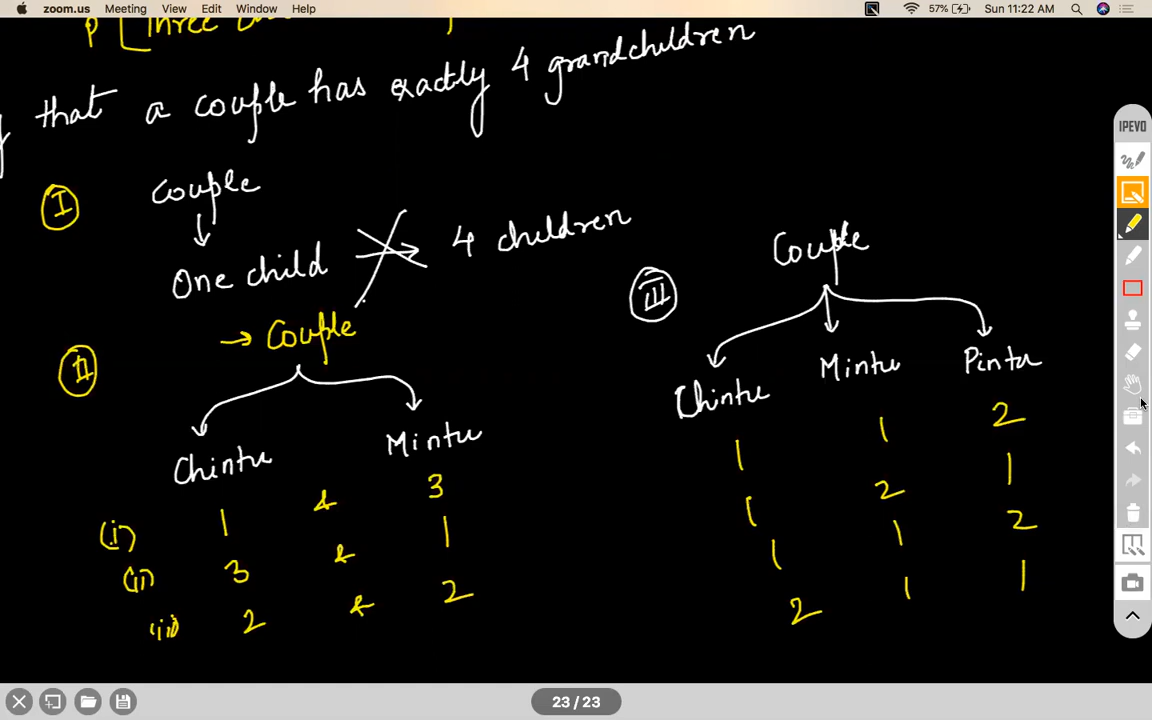 zoom.us Meeting View Edit Window Help 57% Sun 11:22 AM
P [Three
that a couple has exactly 4 grandchildren
I Couple
One child 4 children
II → Couple
Chintu Mintu
(i) 1 & 3
(ii) 3 & 1
(iii) 2 & 2
III Couple
Chintu Mintu Pintu
1 1 2
1 2 1
1 1 2
2 1 1
IPEVO
23 / 23